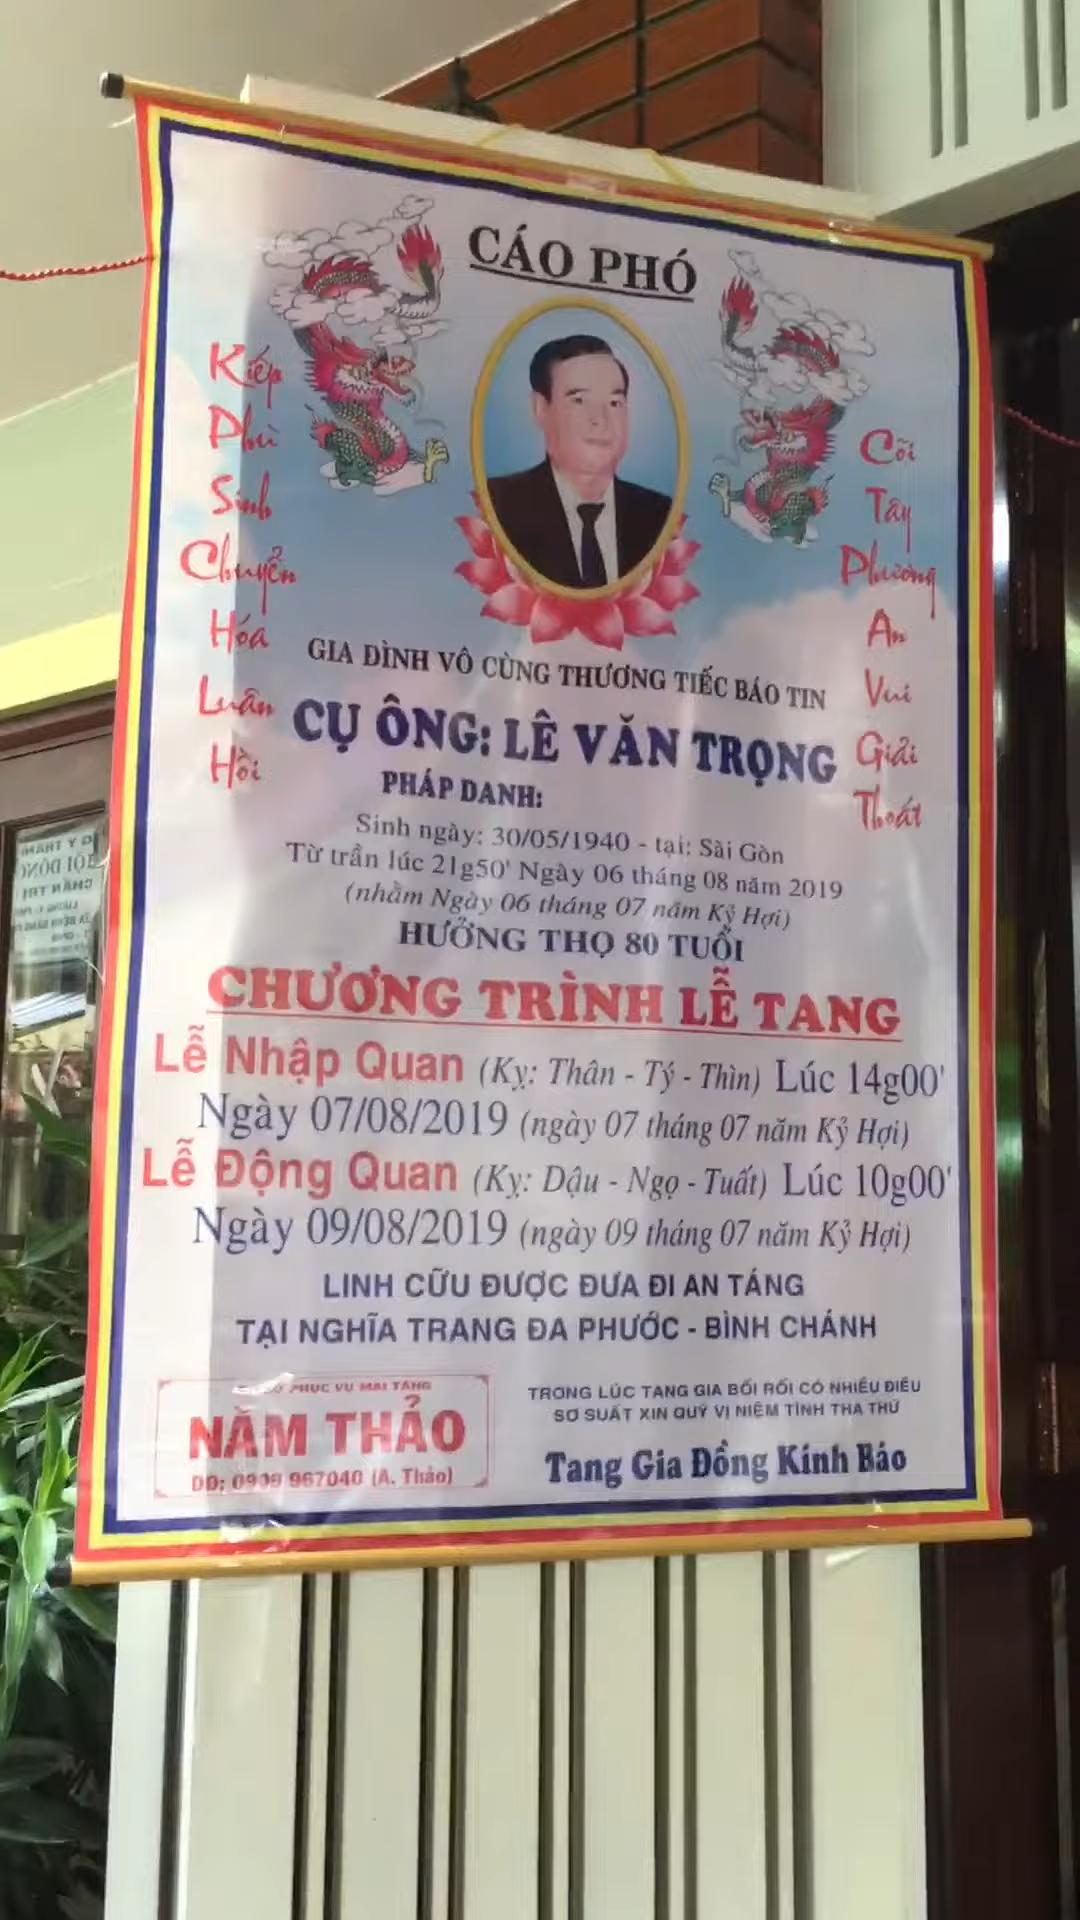 CÁO PHÓ
Kiếp
Phù
Sinh
Chuyển
Hóa
Luân
Hồi
Cõi
Tây
Phương
An
Vui
Giải
Thoát
GIA ĐÌNH VÔ CÙNG THƯƠNG TIẾC BÁO TIN
CỤ ÔNG: LÊ VĂN TRỌNG
PHÁP DANH:
Sinh ngày: 30/05/1940 - tại: Sài Gòn
Từ trần lúc 21g50' Ngày 06 tháng 08 năm 2019
(nhằm Ngày 06 tháng 07 năm Kỷ Hợi)
HƯỞNG THỌ 80 TUỔI
CHƯƠNG TRÌNH LỄ TANG
Lễ Nhập Quan (Kỵ: Thân - Tý - Thìn) Lúc 14g00'
Ngày 07/08/2019 (ngày 07 tháng 07 năm Kỷ Hợi)
Lễ Động Quan (Kỵ: Dậu - Ngọ - Tuất) Lúc 10g00'
Ngày 09/08/2019 (ngày 09 tháng 07 năm Kỷ Hợi)
LINH CỮU ĐƯỢC ĐƯA ĐI AN TÁNG
TẠI NGHĨA TRANG ĐA PHƯỚC - BÌNH CHÁNH
PHỤC VỤ MAI TÁNG
NĂM THẢO
DĐ: 0909 967040 (A. Thảo)
TRONG LÚC TANG GIA BỐI RỐI CÓ NHIỀU ĐIỀU
SƠ SUẤT XIN QUÝ VỊ NIỆM TÌNH THA THỨ
Tang Gia Đồng Kính Báo